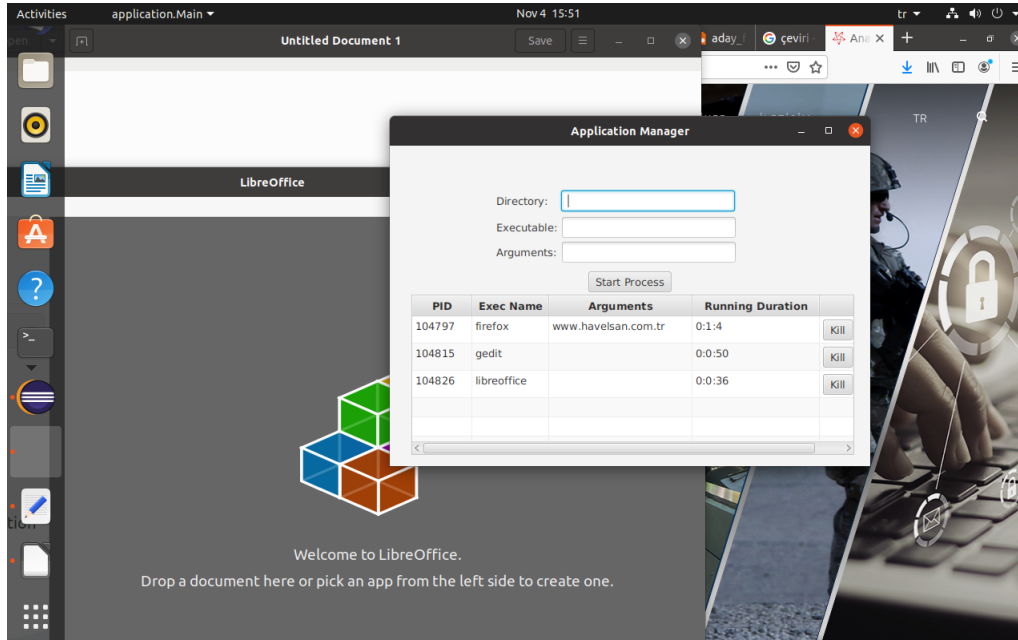 Activities
application.Main
Nov 4 15:51
tr
Untitled Document 1
Save
çeviri
Ana
TR
Application Manager
LibreOffice
Directory:
Executable:
Arguments:
Start Process
PID Exec Name Arguments Running Duration
104797 firefox www.havelsan.com.tr 0:1:4 Kill
104815 gedit 0:0:50 Kill
104826 libreoffice 0:0:36 Kill
Welcome to LibreOffice.
Drop a document here or pick an app from the left side to create one.